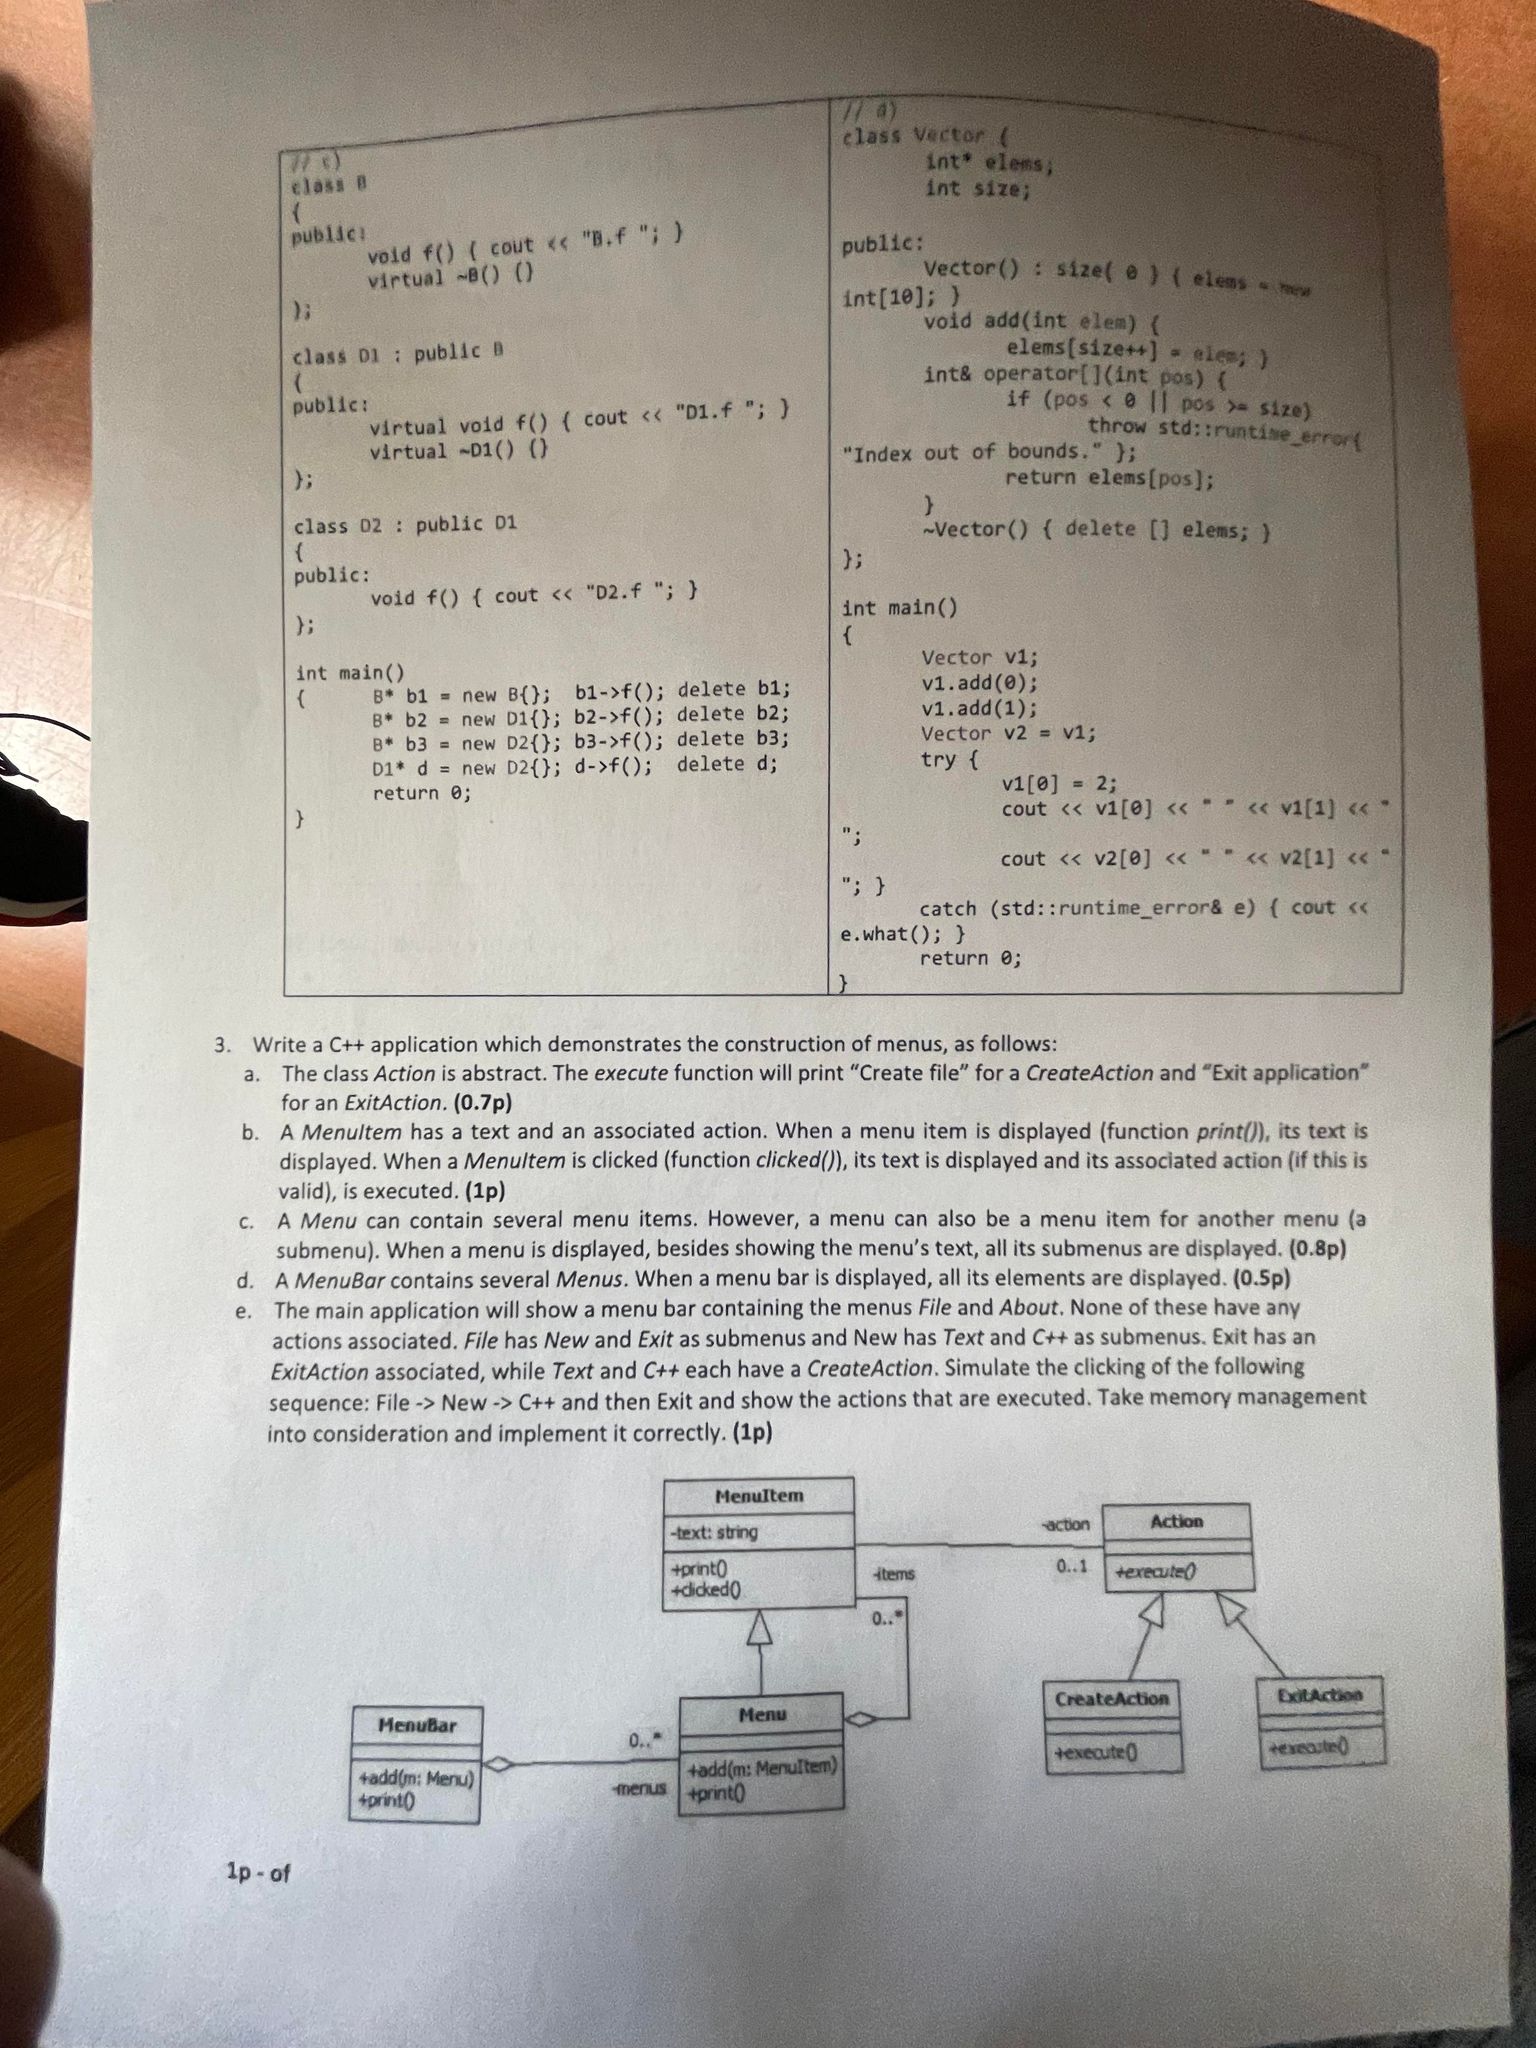 // c)
class B
{
public:
void f() { cout << "B.f "; }
virtual ~B() {}
};
class D1 : public B
{
public:
virtual void f() { cout << "D1.f "; }
virtual ~D1() {}
};
class D2 : public D1
{
public:
void f() { cout << "D2.f "; }
};
int main()
{ B* b1 = new B{}; b1->f(); delete b1;
B* b2 = new D1{}; b2->f(); delete b2;
B* b3 = new D2{}; b3->f(); delete b3;
D1* d = new D2{}; d->f(); delete d;
return 0;
}
// d)
class Vector {
int* elems;
int size;
public:
Vector() : size{ 0 } { elems = new
int[10]; }
void add(int elem) {
elems[size++] = elem; }
int& operator[](int pos) {
if (pos < 0 || pos >= size)
throw std::runtime_error{
"Index out of bounds." };
return elems[pos];
}
~Vector() { delete [] elems; }
};
int main()
{
Vector v1;
v1.add(0);
v1.add(1);
Vector v2 = v1;
try {
v1[0] = 2;
cout << v1[0] << " " << v1[1] << "
";
cout << v2[0] << " " << v2[1] << "
"; }
catch (std::runtime_error& e) { cout <<
e.what(); }
return 0;
}
3. Write a C++ application which demonstrates the construction of menus, as follows:
a. The class Action is abstract. The execute function will print “Create file” for a CreateAction and “Exit application”
for an ExitAction. (0.7p)
b. A MenuItem has a text and an associated action. When a menu item is displayed (function print()), its text is
displayed. When a MenuItem is clicked (function clicked()), its text is displayed and its associated action (if this is
valid), is executed. (1p)
c. A Menu can contain several menu items. However, a menu can also be a menu item for another menu (a
submenu). When a menu is displayed, besides showing the menu’s text, all its submenus are displayed. (0.8p)
d. A MenuBar contains several Menus. When a menu bar is displayed, all its elements are displayed. (0.5p)
e. The main application will show a menu bar containing the menus File and About. None of these have any
actions associated. File has New and Exit as submenus and New has Text and C++ as submenus. Exit has an
ExitAction associated, while Text and C++ each have a CreateAction. Simulate the clicking of the following
sequence: File -> New -> C++ and then Exit and show the actions that are executed. Take memory management
into consideration and implement it correctly. (1p)
MenuItem
-text: string
+print()
+clicked()
-action
0..1
Action
+execute()
-items
0..*
MenuBar
+add(m: Menu)
+print()
0..*
-menus
Menu
+add(m: MenuItem)
+print()
CreateAction
+execute()
ExitAction
+execute()
1p - of